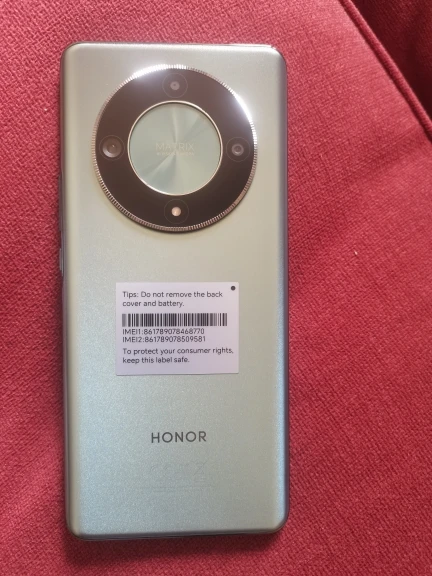 MATRIX
Tips: Do not remove the back
cover and battery.
IMEI1:861789078468770
IMEI2:861789078509581
To protect your consumer rights,
keep this label safe.
HONOR